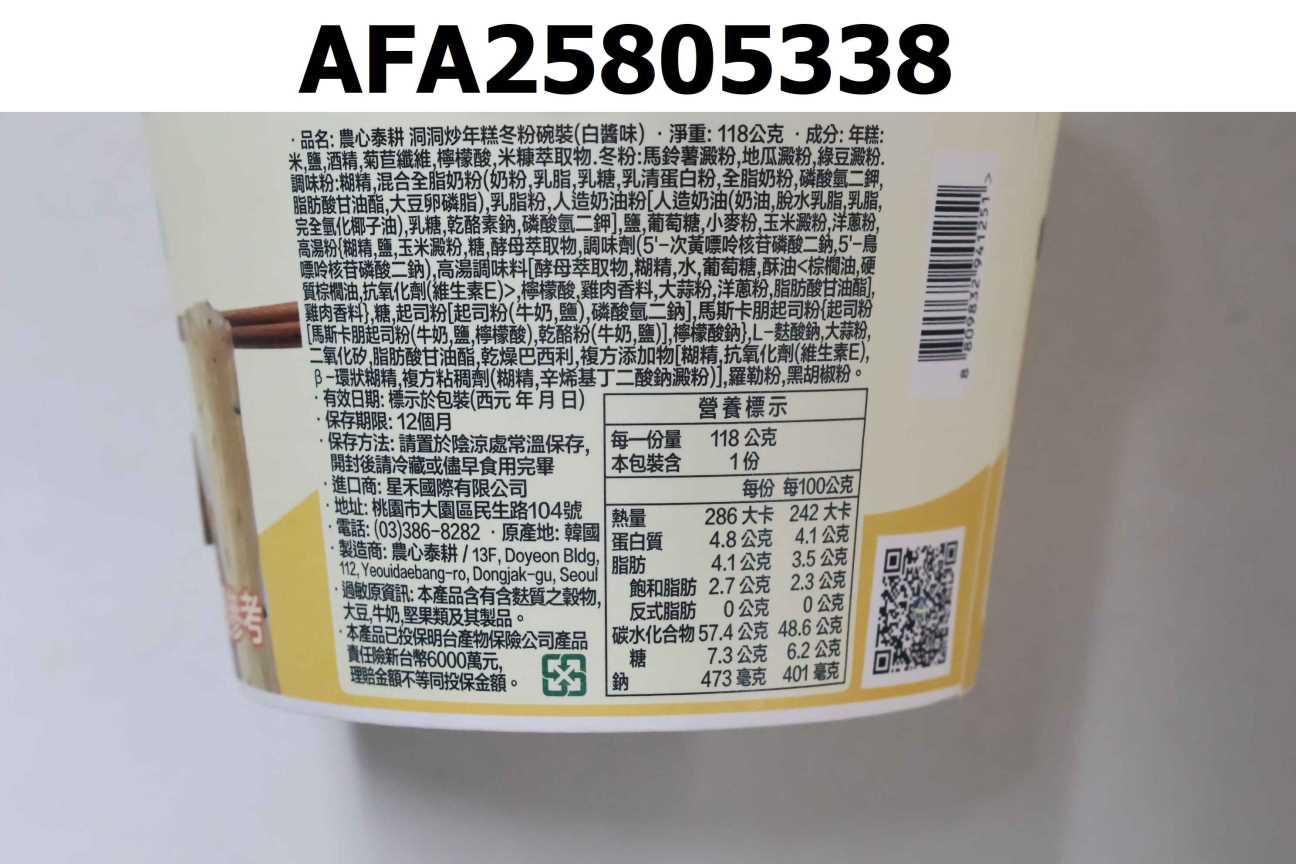 AFA25805338
·品名: 農心泰耕 洞洞炒年糕冬粉碗裝(白醬味) ·淨重: 118公克 ·成分: 年糕:
米,鹽,酒精,菊苣纖維,檸檬酸,米糠萃取物.冬粉:馬鈴薯澱粉,地瓜澱粉,綠豆澱粉.
調味粉:糊精,混合全脂奶粉(奶粉,乳脂,乳糖,乳清蛋白粉,全脂奶粉,磷酸氫二鉀,
脂肪酸甘油酯,大豆卵磷脂),乳脂粉,人造奶油粉[人造奶油(奶油,脫水乳脂,乳脂,
完全氫化椰子油),乳糖,乾酪素鈉,磷酸氫二鉀],鹽,葡萄糖,小麥粉,玉米澱粉,洋蔥粉,
高湯粉{糊精,鹽,玉米澱粉,糖,酵母萃取物,調味劑(5'-次黃嘌呤核苷磷酸二鈉,5'-鳥
嘌呤核苷磷酸二鈉),高湯調味料[酵母萃取物,糊精,水,葡萄糖,酥油<棕櫚油,硬
質棕櫚油,抗氧化劑(維生素E)>,檸檬酸,雞肉香料,大蒜粉,洋蔥粉,脂肪酸甘油酯],
雞肉香料},糖,起司粉[起司粉(牛奶,鹽),磷酸氫二鈉],馬斯卡朋起司粉{起司粉
[馬斯卡朋起司粉(牛奶,鹽,檸檬酸),乾酪粉(牛奶,鹽)],檸檬酸鈉},L-麩酸鈉,大蒜粉,
二氧化矽,脂肪酸甘油酯,乾燥巴西利,複方添加物[糊精,抗氧化劑(維生素E),
β-環狀糊精,複方粘稠劑(糊精,辛烯基丁二酸鈉澱粉)],羅勒粉,黑胡椒粉。
·有效日期: 標示於包裝(西元 年 月 日)
·保存期限: 12個月
·保存方法: 請置於陰涼處常溫保存,
開封後請冷藏或儘早食用完畢
·進口商: 星禾國際有限公司
·地址: 桃園市大園區民生路104號
·電話: (03)386-8282 ·原產地: 韓國
·製造商: 農心泰耕 / 13F, Doyeon Bldg,
112, Yeouidaebang-ro, Dongjak-gu, Seoul
·過敏原資訊: 本產品含有含麩質之穀物,
大豆,牛奶,堅果類及其製品。
·本產品已投保明台產物保險公司產品
責任險新台幣6000萬元,
理賠金額不等同投保金額。
營養標示
每一份量 118 公克
本包裝含 1 份
每份 每100公克
熱量 286 大卡 242 大卡
蛋白質 4.8 公克 4.1 公克
脂肪 4.1 公克 3.5 公克
飽和脂肪 2.7 公克 2.3 公克
反式脂肪 0 公克 0 公克
碳水化合物 57.4 公克 48.6 公克
糖 7.3 公克 6.2 公克
鈉 473 毫克 401 毫克
8 809832 941251
參考